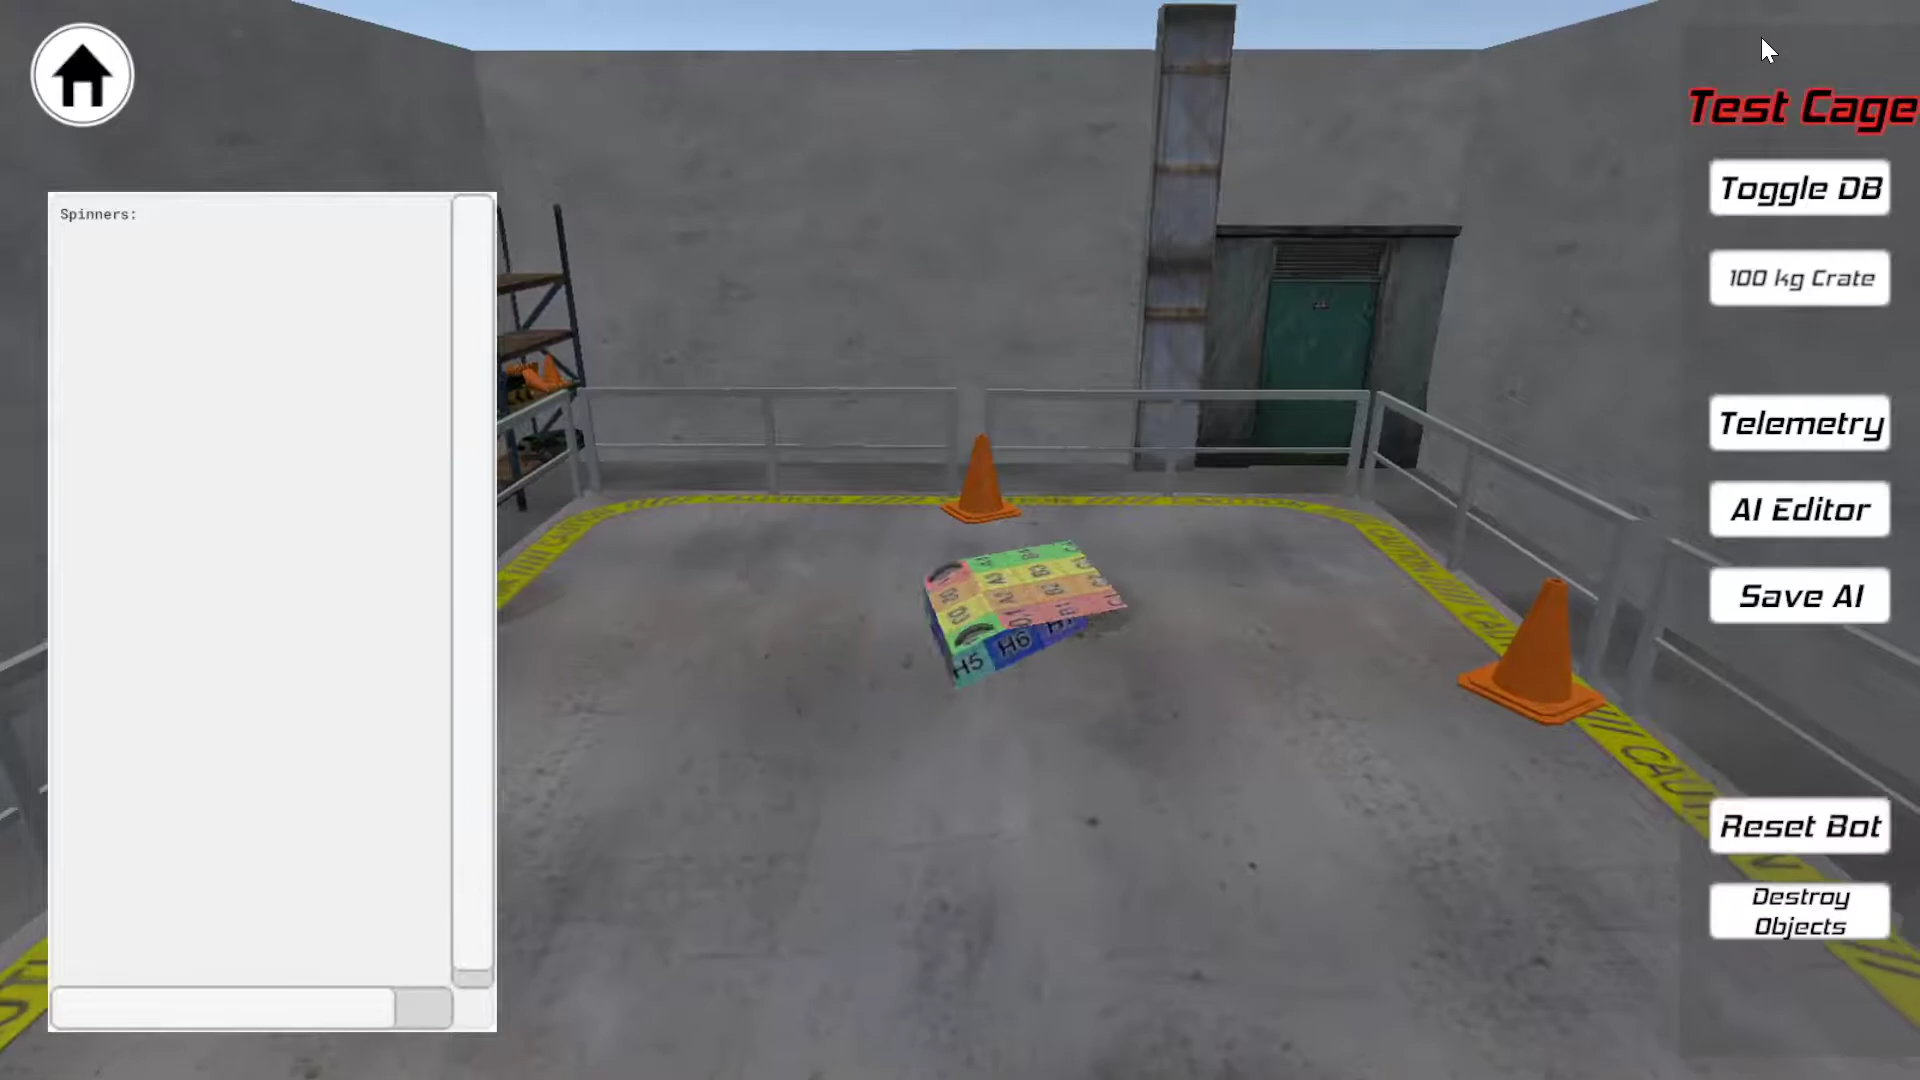 Test Cage
Toggle DB
Spinners:
100 kg Crate
Telemetry
AI Editor
Save AI
H5 H6
CAUT
Reset Bot
Destroy
Objects